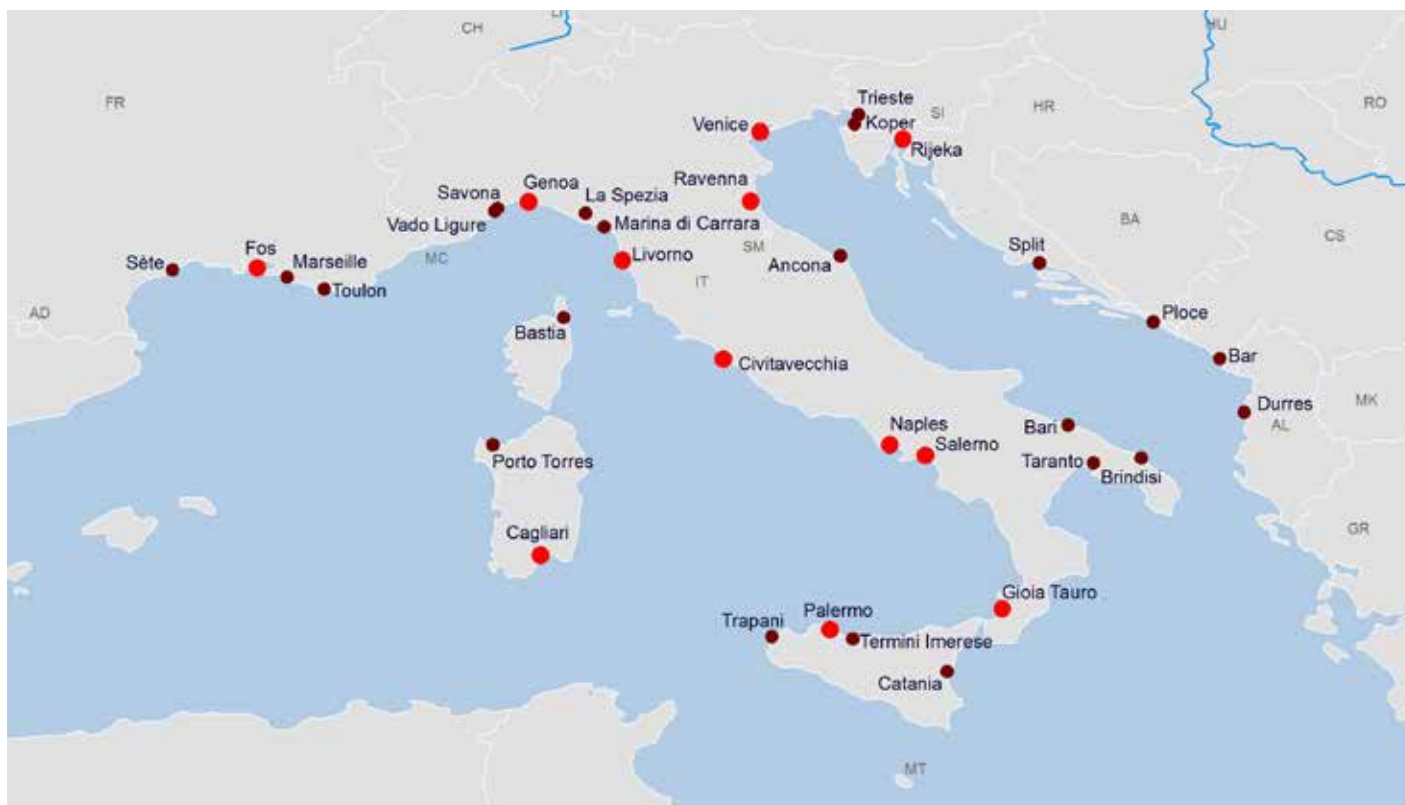 LI
CH
HU
FR
RO
Trieste
SI
HR
Koper
Venice
Rijeka
Ravenna
Genoa
La Spezia
Savona
Vado Ligure
Marina di Carrara
BA
CS
SM
Split
Fos
Livorno
MC
Marseille
Ancona
Sète
IT
Toulon
AD
Ploce
Bastia
Bar
Civitavecchia
MK
Durres
AL
Bari
Naples
Salerno
Taranto
Porto Torres
Brindisi
GR
Cagliari
Gioia Tauro
Palermo
Trapani
Termini Imerese
Catania
MT